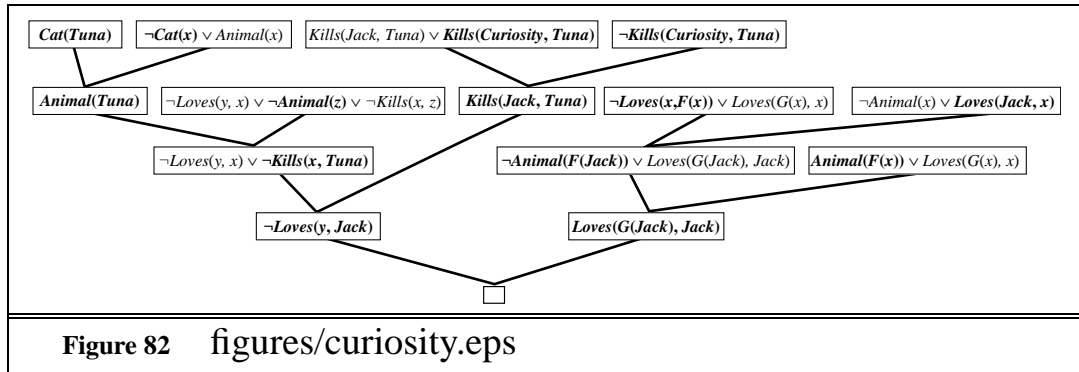 Cat(Tuna) ¬Cat(x) ∨ Animal(x) Kills(Jack, Tuna) ∨ Kills(Curiosity, Tuna) ¬Kills(Curiosity, Tuna)
Animal(Tuna) ¬Loves(y, x) ∨ ¬Animal(z) ∨ ¬Kills(x, z) Kills(Jack, Tuna) ¬Loves(x,F(x)) ∨ Loves(G(x), x) ¬Animal(x) ∨ Loves(Jack, x)
¬Loves(y, x) ∨ ¬Kills(x, Tuna) ¬Animal(F(Jack)) ∨ Loves(G(Jack), Jack) Animal(F(x)) ∨ Loves(G(x), x)
¬Loves(y, Jack) Loves(G(Jack), Jack)
Figure 82 figures/curiosity.eps